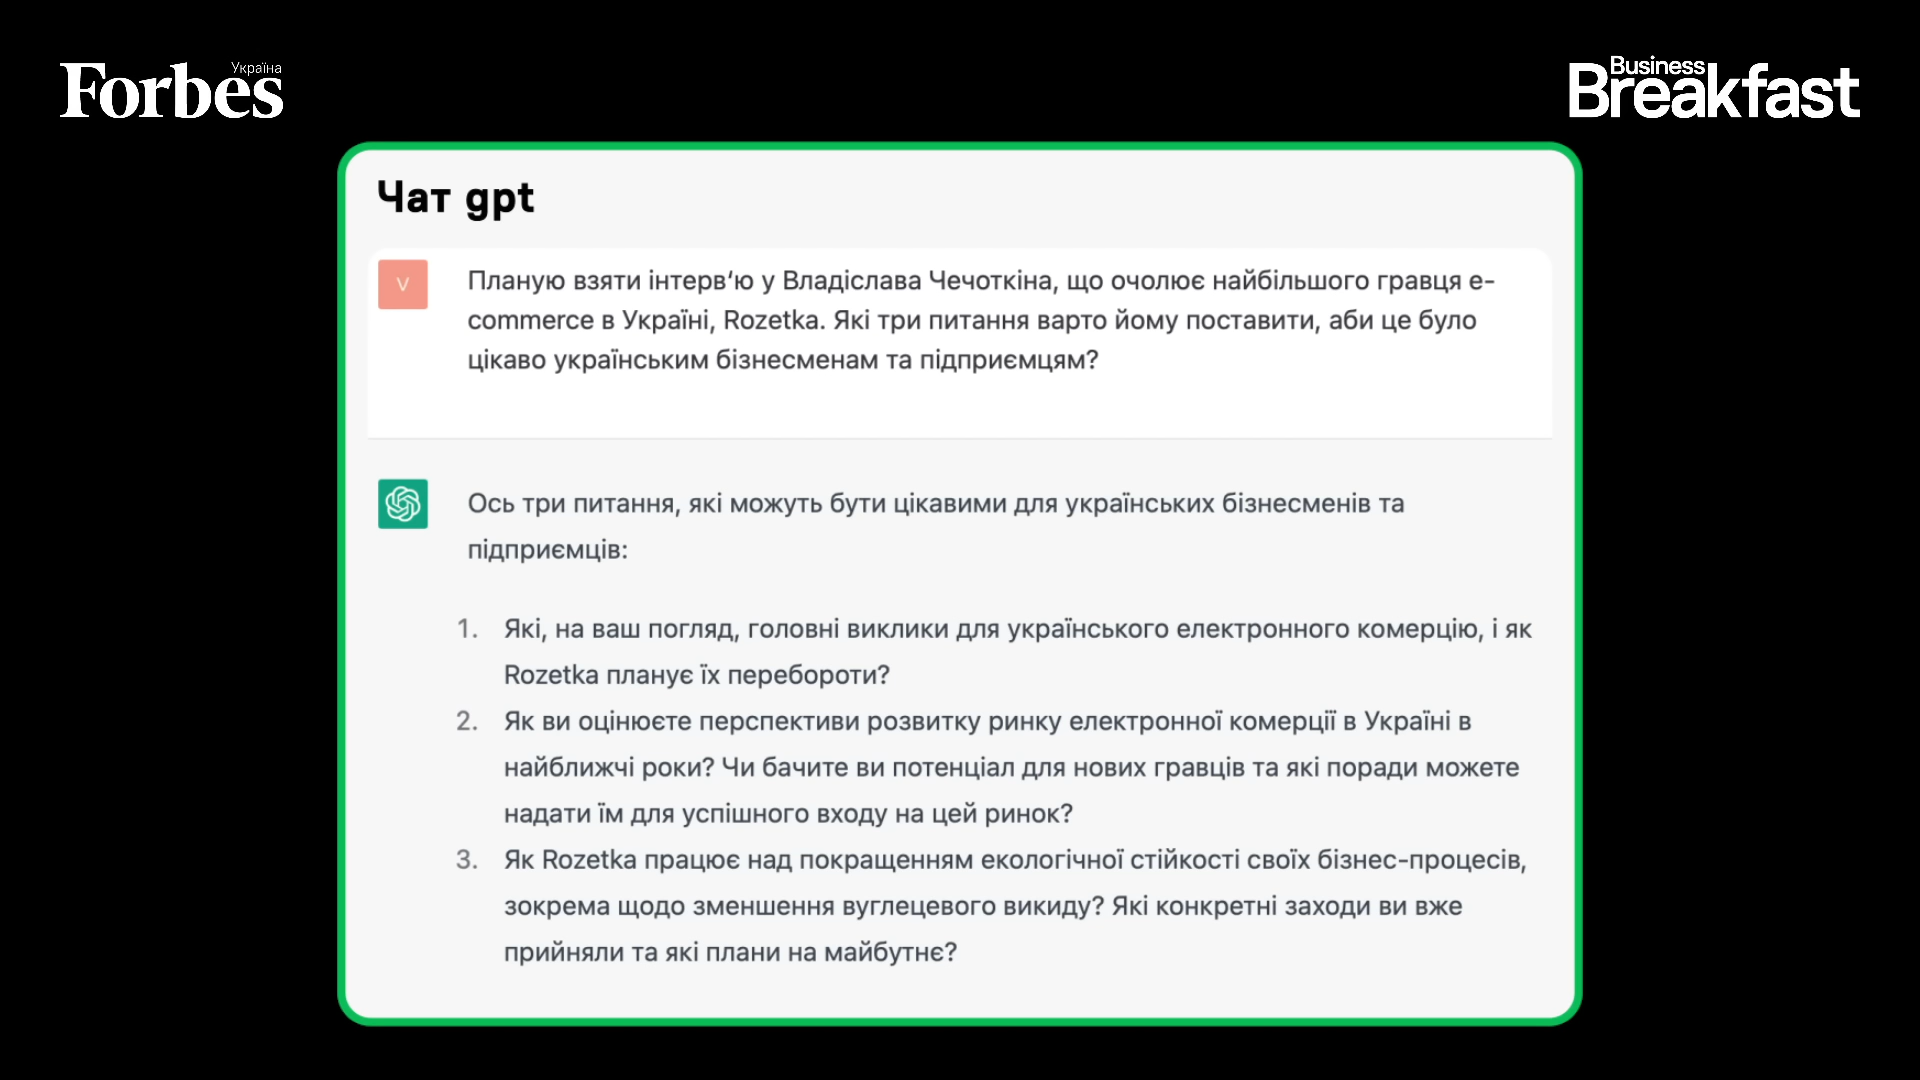 Forbes
Україна
Business
Breakfast
Чат gpt
V
Планую взяти інтерв‘ю у Владіслава Чечоткіна, що очолює найбільшого гравця e-
commerce в Україні, Rozetka. Які три питання варто йому поставити, аби це було
цікаво українським бізнесменам та підприємцям?
Ось три питання, які можуть бути цікавими для українських бізнесменів та
підприємців:
1. Які, на ваш погляд, головні виклики для українського електронного комерцію, і як
Rozetka планує їх перебороти?
2. Як ви оцінюєте перспективи розвитку ринку електронної комерції в Україні в
найближчі роки? Чи бачите ви потенціал для нових гравців та які поради можете
надати їм для успішного входу на цей ринок?
3. Як Rozetka працює над покращенням екологічної стійкості своїх бізнес-процесів,
зокрема щодо зменшення вуглецевого викиду? Які конкретні заходи ви вже
прийняли та які плани на майбутнє?